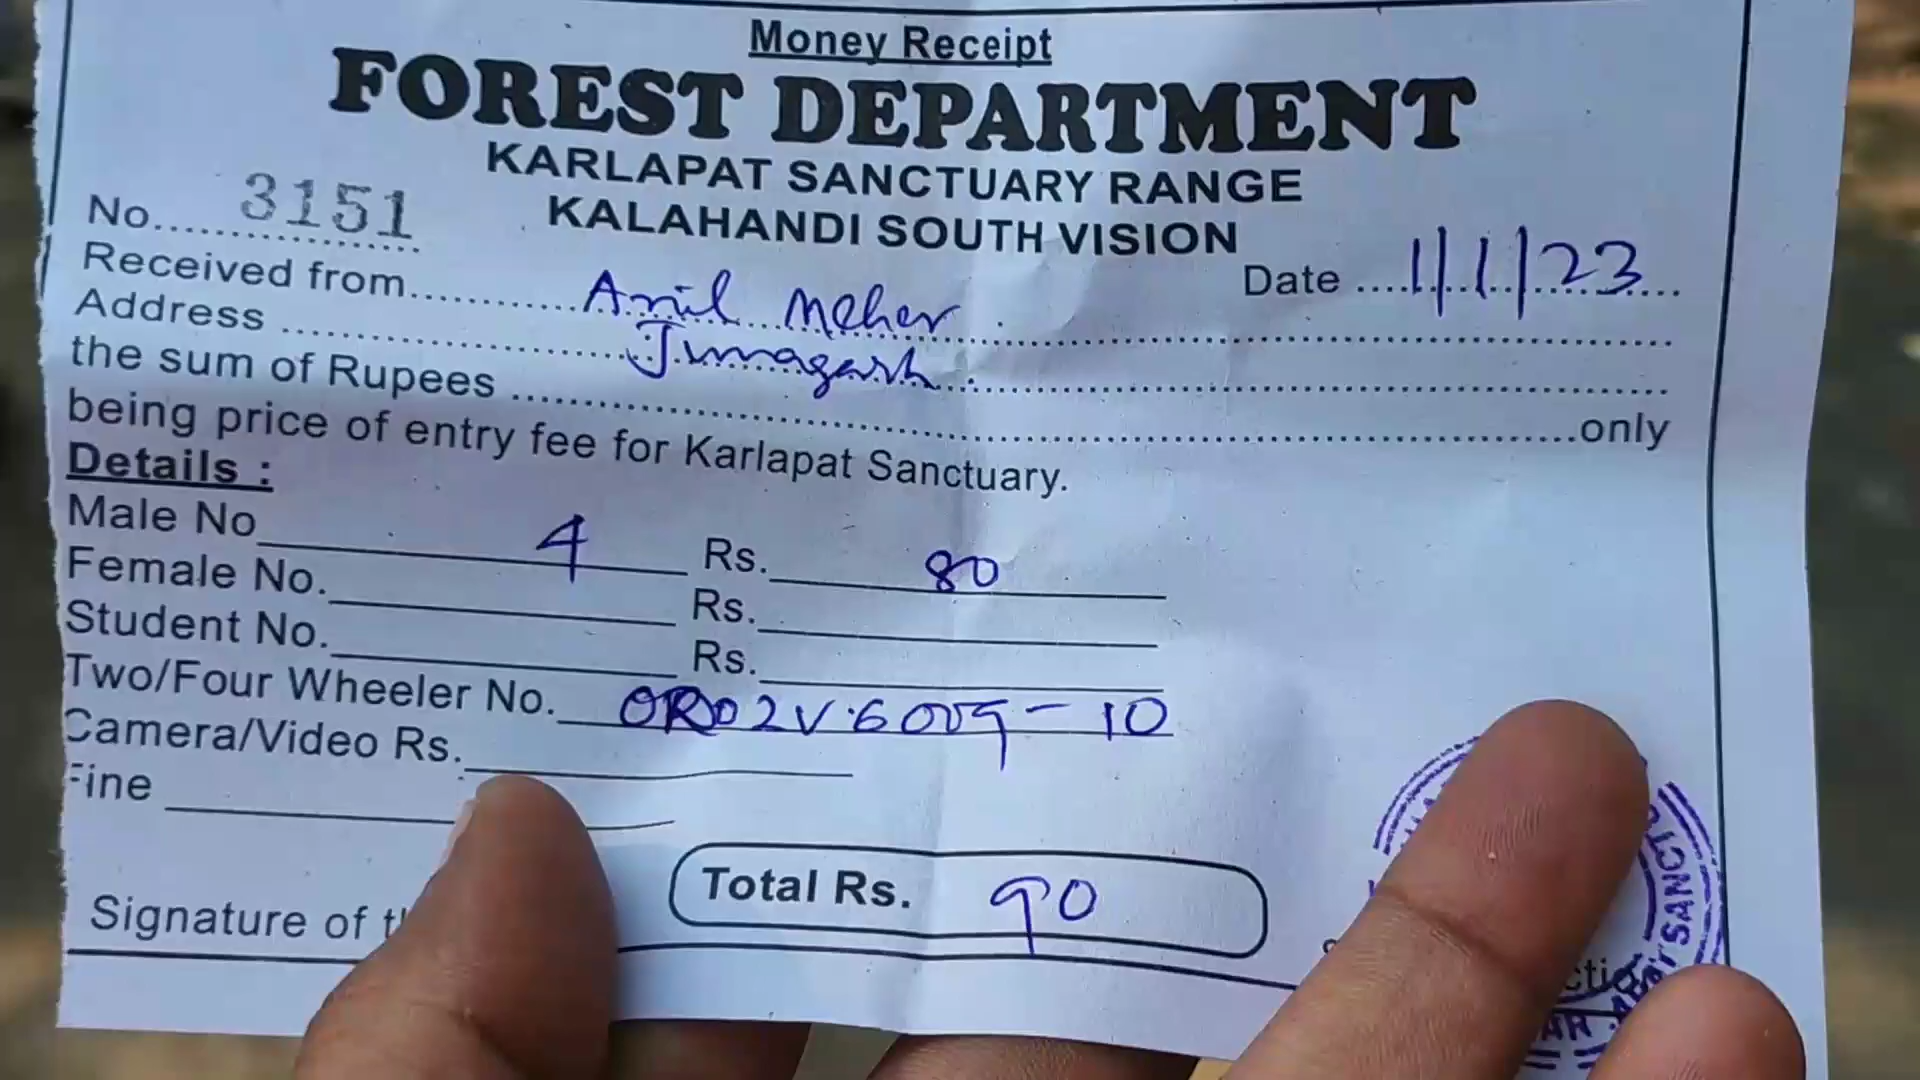 Money Receipt
FOREST DEPARTMENT
KARLAPAT SANCTUARY RANGE
KALAHANDI SOUTH VISION
No. 3151
Date 1/1/23
Received from Anil Meher
Address Junagarh
the sum of Rupees only
being price of entry fee for Karlapat Sanctuary.
Details :
Male No 4 Rs. 80
Female No. Rs.
Student No. Rs.
Two/Four Wheeler No. OR02V.6009 - 10
Camera/Video Rs.
Fine
Total Rs. 90
Signature of
SANCT